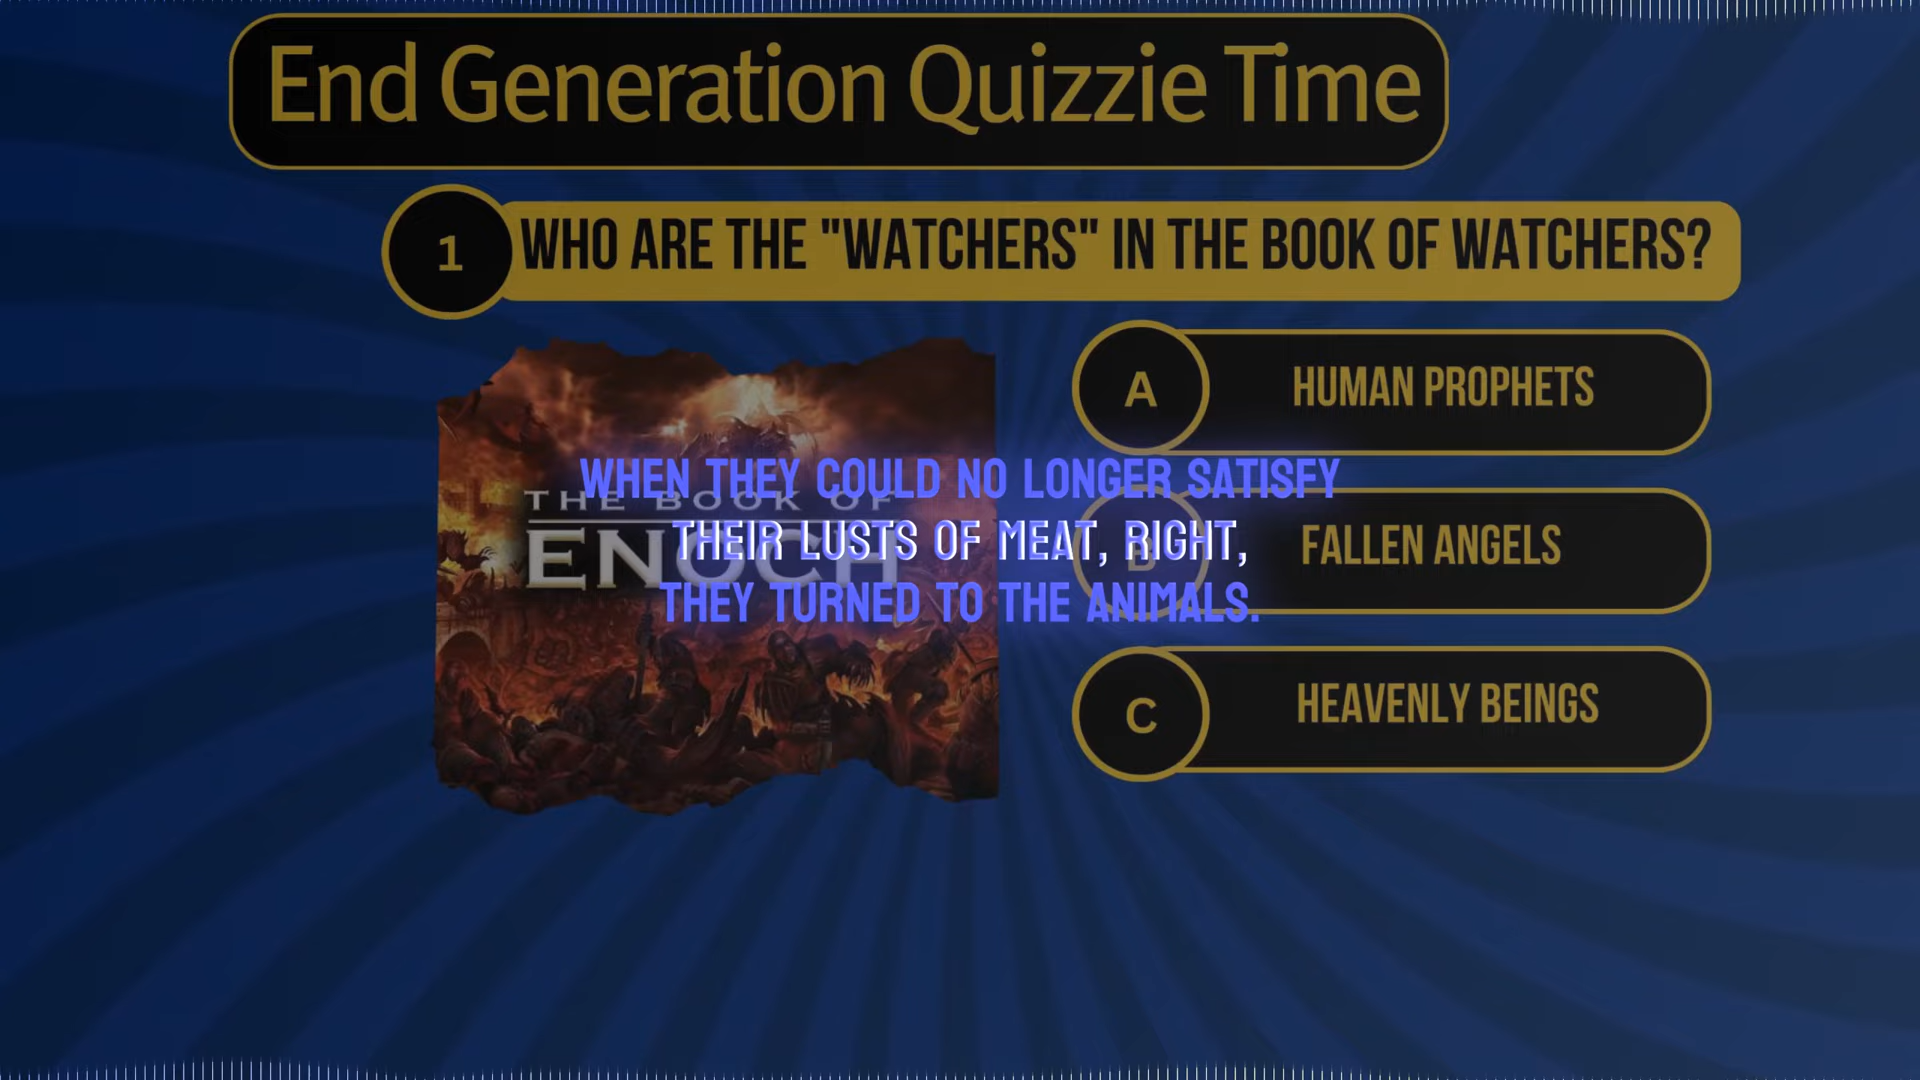 End Generation Quizzie Time
1
WHO ARE THE "WATCHERS" IN THE BOOK OF WATCHERS?
A
HUMAN PROPHETS
WHEN THEY COULD NO LONGER SATISFY
THEIR LUSTS OF MEAT, RIGHT,
THEY TURNED TO THE ANIMALS.
THE BOOK OF
ENOCH
B
FALLEN ANGELS
C
HEAVENLY BEINGS